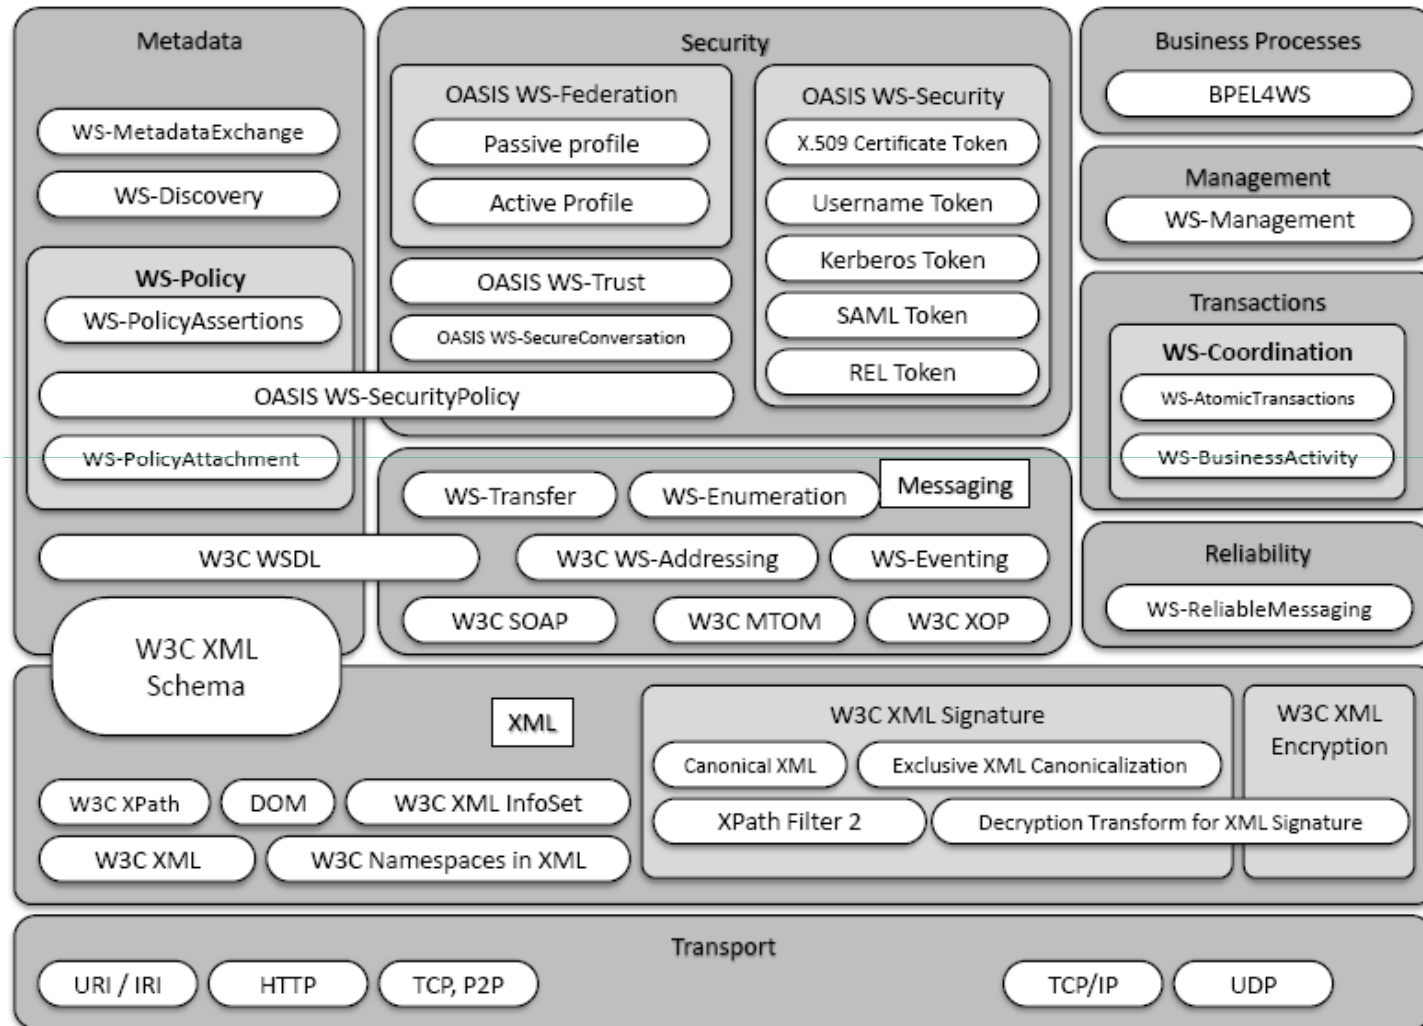 Metadata
WS-MetadataExchange
WS-Discovery
WS-Policy
WS-PolicyAssertions
OASIS WS-SecurityPolicy
WS-PolicyAttachment
W3C WSDL
W3C XML
Schema
Security
OASIS WS-Federation
Passive profile
Active Profile
OASIS WS-Trust
OASIS WS-SecureConversation
OASIS WS-Security
X.509 Certificate Token
Username Token
Kerberos Token
SAML Token
REL Token
Messaging
WS-Transfer
WS-Enumeration
W3C WS-Addressing
WS-Eventing
W3C SOAP
W3C MTOM
W3C XOP
Business Processes
BPEL4WS
Management
WS-Management
Transactions
WS-Coordination
WS-AtomicTransactions
WS-BusinessActivity
Reliability
WS-ReliableMessaging
XML
W3C XPath
DOM
W3C XML InfoSet
W3C XML
W3C Namespaces in XML
W3C XML Signature
Canonical XML
Exclusive XML Canonicalization
XPath Filter 2
Decryption Transform for XML Signature
W3C XML
Encryption
Transport
URI / IRI
HTTP
TCP, P2P
TCP/IP
UDP